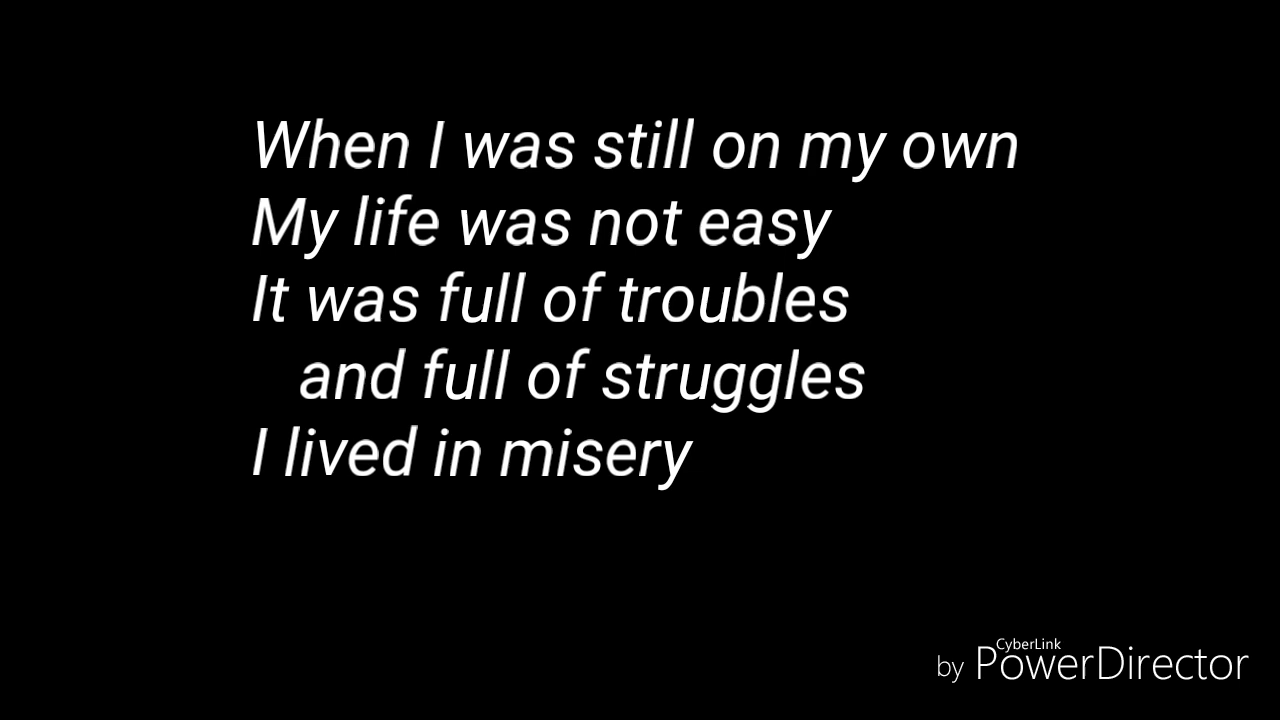 When I was still on my own
My life was not easy
It was full of troubles
and full of struggles
I lived in misery
by CyberLink PowerDirector